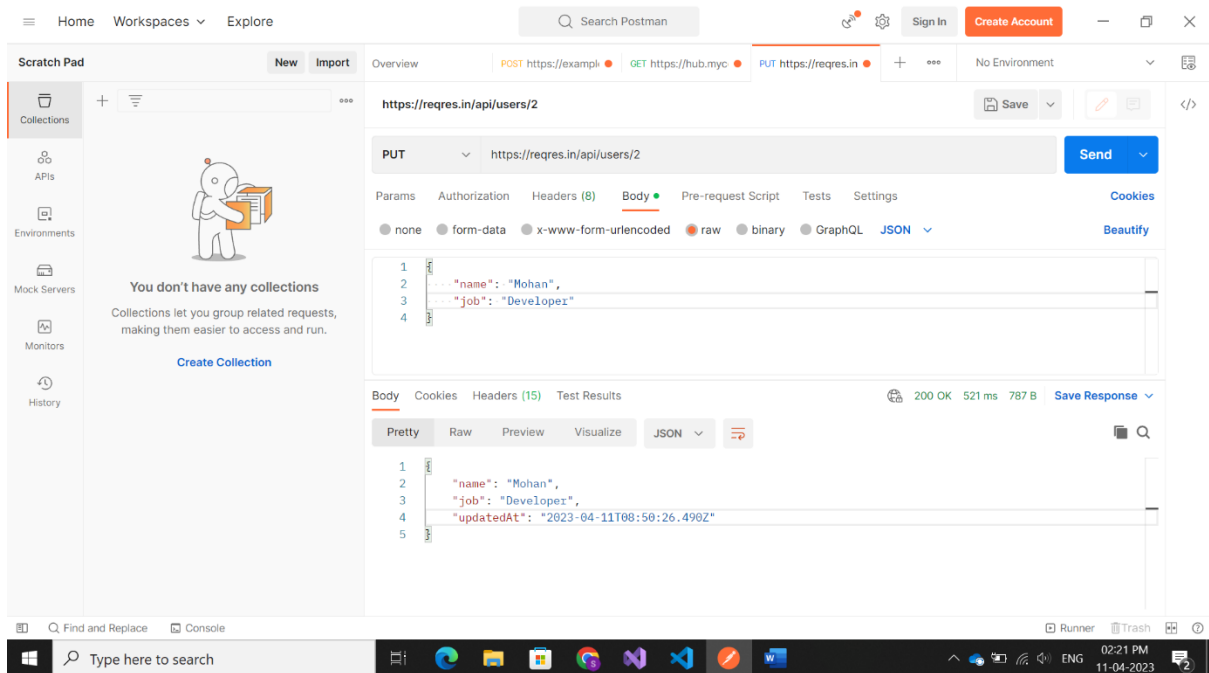 Home Workspaces Explore Search Postman Sign In Create Account
Scratch Pad New Import Overview POST https://exampl GET https://hub.myc PUT https://reqres.in No Environment
Collections
https://reqres.in/api/users/2 Save
PUT https://reqres.in/api/users/2 Send
APIs
Params Authorization Headers (8) Body Pre-request Script Tests Settings Cookies
Environments
none form-data x-www-form-urlencoded raw binary GraphQL JSON Beautify
Mock Servers
Monitors
History
You don't have any collections
Collections let you group related requests,
making them easier to access and run.
Create Collection
1 {
2 "name": "Mohan",
3 "job": "Developer"
4 }
Body Cookies Headers (15) Test Results 200 OK 521 ms 787 B Save Response
Pretty Raw Preview Visualize JSON
1 {
2 "name": "Mohan",
3 "job": "Developer",
4 "updatedAt": "2023-04-11T08:50:26.490Z"
5 }
Find and Replace Console Runner Trash
Type here to search ENG 02:21 PM
11-04-2023 2